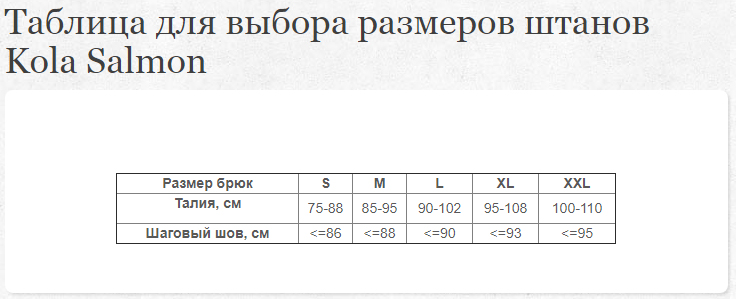 Таблица для выбора размеров штанов
Kola Salmon
Размер брюк S M L XL XXL
Талия, см 75-88 85-95 90-102 95-108 100-110
Шаговый шов, см <=86 <=88 <=90 <=93 <=95